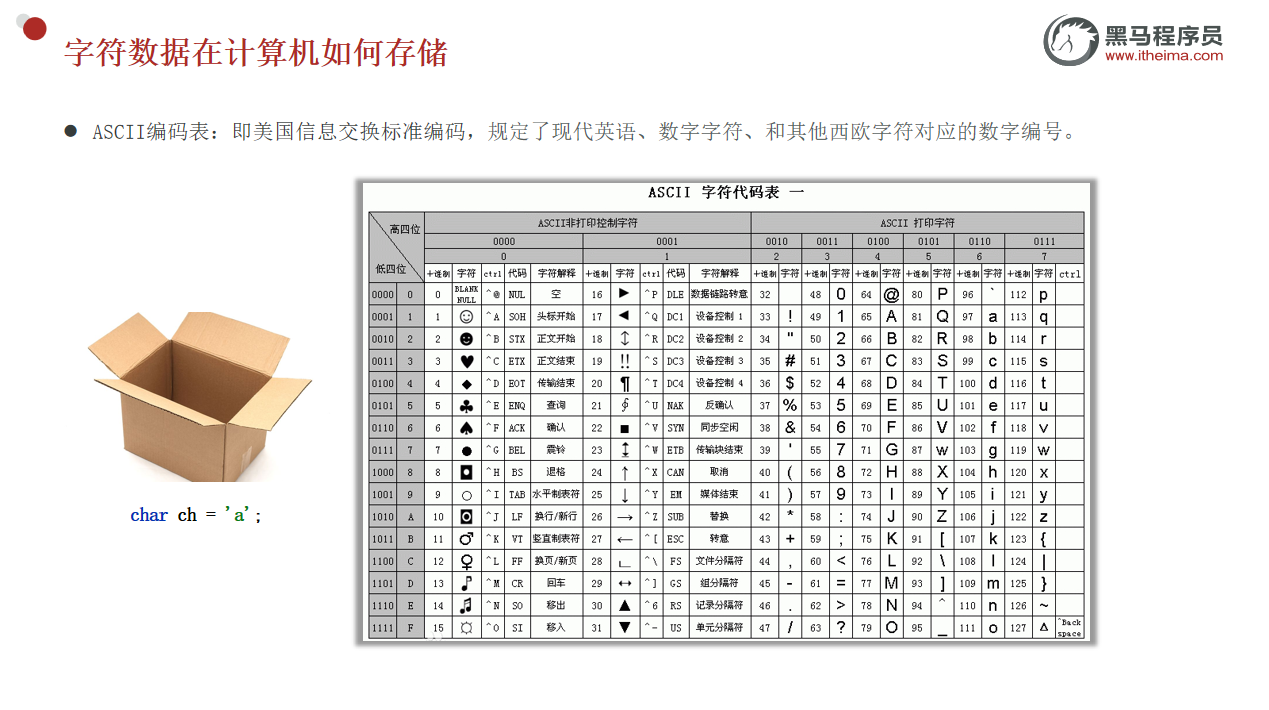 字符数据在计算机如何存储
黑马程序员
www.itheima.com
● ASCII编码表：即美国信息交换标准编码，规定了现代英语、数字字符、和其他西欧字符对应的数字编号。
char ch = 'a';
ASCII 字符代码表 一
高四位 ASCII非打印控制字符 ASCII 打印字符
0000 0001 0010 0011 0100 0101 0110 0111
0 1 2 3 4 5 6 7
低四位 十进制 字符 ctrl 代码 字符解释 十进制 字符 ctrl 代码 字符解释 十进制 字符 十进制 字符 十进制 字符 十进制 字符 十进制 字符 十进制 字符 ctrl
0000 0 0 BLANK NULL ^@ NUL 空 16 ► ^P DLE 数据链路转意 32 48 0 64 @ 80 P 96 ` 112 p
0001 1 1 ☺ ^A SOH 头标开始 17 ◄ ^Q DC1 设备控制 1 33 ! 49 1 65 A 81 Q 97 a 113 q
0010 2 2 ☻ ^B STX 正文开始 18 ↕ ^R DC2 设备控制 2 34 " 50 2 66 B 82 R 98 b 114 r
0011 3 3 ♥ ^C ETX 正文结束 19 ‼ ^S DC3 设备控制 3 35 # 51 3 67 C 83 S 99 c 115 s
0100 4 4 ♦ ^D EOT 传输结束 20 ¶ ^T DC4 设备控制 4 36 $ 52 4 68 D 84 T 100 d 116 t
0101 5 5 ♣ ^E ENQ 查询 21 ∮ ^U NAK 反确认 37 % 53 5 69 E 85 U 101 e 117 u
0110 6 6 ♠ ^F ACK 确认 22 ■ ^V SYN 同步空闲 38 & 54 6 70 F 86 V 102 f 118 v
0111 7 7 ● ^G BEL 震铃 23 ↨ ^W ETB 传输块结束 39 ' 55 7 71 G 87 w 103 g 119 w
1000 8 8 ◘ ^H BS 退格 24 ↑ ^X CAN 取消 40 ( 56 8 72 H 88 X 104 h 120 x
1001 9 9 ○ ^I TAB 水平制表符 25 ↓ ^Y EM 媒体结束 41 ) 57 9 73 I 89 Y 105 i 121 y
1010 A 10 ◙ ^J LF 换行/新行 26 → ^Z SUB 替换 42 * 58 : 74 J 90 Z 106 j 122 z
1011 B 11 ♂ ^K VT 竖直制表符 27 ← ^[ ESC 转意 43 + 59 ; 75 K 91 [ 107 k 123 {
1100 C 12 ♀ ^L FF 换页/新页 28 ∟ ^\ FS 文件分隔符 44 , 60 < 76 L 92 \ 108 l 124 |
1101 D 13 ♪ ^M CR 回车 29 ↔ ^] GS 组分隔符 45 - 61 = 77 M 93 ] 109 m 125 }
1110 E 14 ♫ ^N SO 移出 30 ▲ ^6 RS 记录分隔符 46 . 62 > 78 N 94 ^ 110 n 126 ~
1111 F 15 ☼ ^O SI 移入 31 ▼ ^- US 单元分隔符 47 / 63 ? 79 O 95 _ 111 o 127 Δ ^Back space